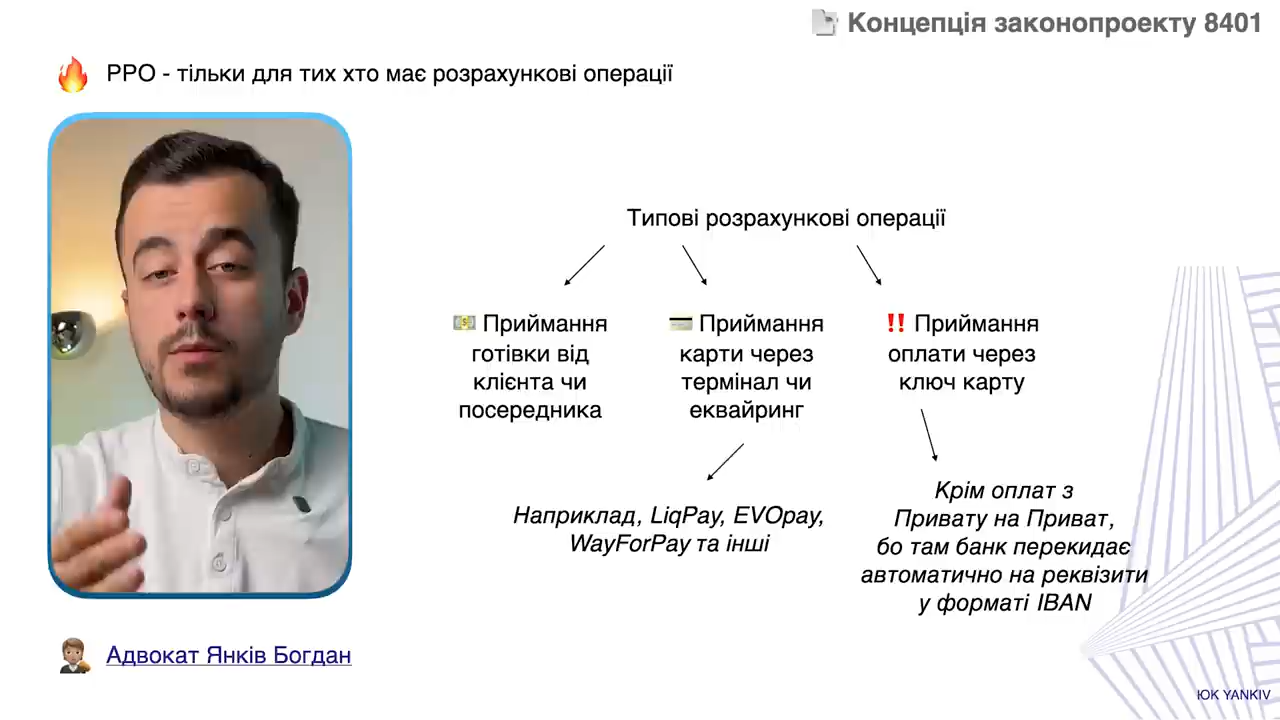 Концепція законопроекту 8401
РРО - тільки для тих хто має розрахункові операції
Типові розрахункові операції
Приймання
готівки від
клієнта чи
посередника
Приймання
карти через
термінал чи
еквайринг
Приймання
оплати через
ключ карту
Наприклад, LiqPay, EVOpay,
WayForPay та інші
Крім оплат з
Привату на Приват,
бо там банк перекидає
автоматично на реквізити
у форматі IBAN
Адвокат Янків Богдан
ЮК YANKIV